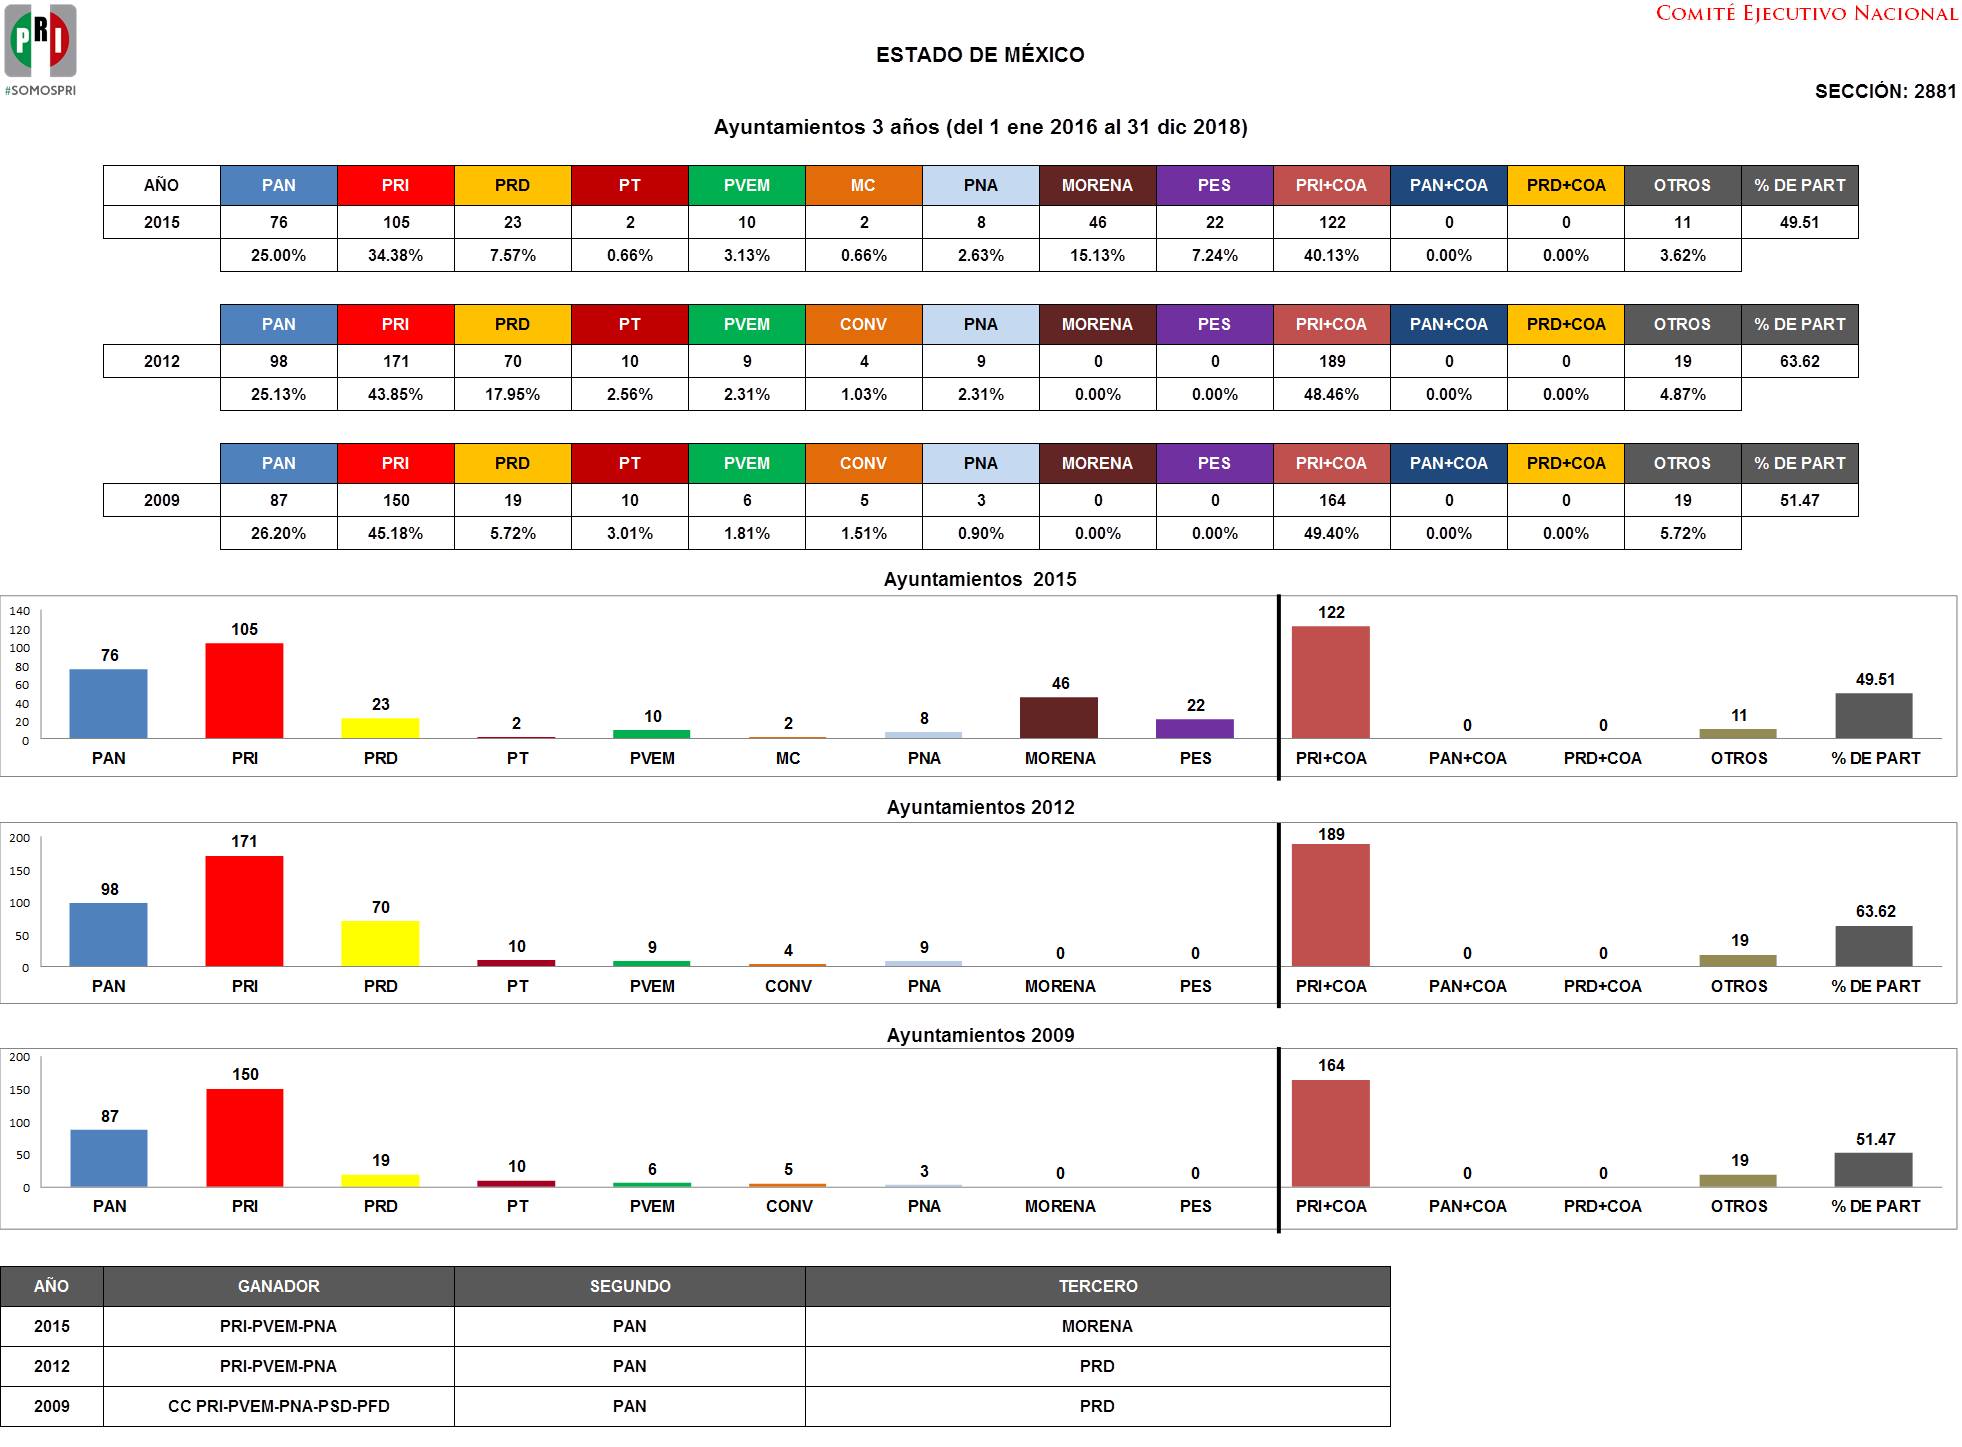 PRI
#SOMOSPRI
COMITÉ EJECUTIVO NACIONAL
ESTADO DE MÉXICO
SECCIÓN: 2881
Ayuntamientos 3 años (del 1 ene 2016 al 31 dic 2018)
AÑO PAN PRI PRD PT PVEM MC PNA MORENA PES PRI+COA PAN+COA PRD+COA OTROS % DE PART
2015 76 105 23 2 10 2 8 46 22 122 0 0 11 49.51
25.00% 34.38% 7.57% 0.66% 3.13% 0.66% 2.63% 15.13% 7.24% 40.13% 0.00% 0.00% 3.62%
PAN PRI PRD PT PVEM CONV PNA MORENA PES PRI+COA PAN+COA PRD+COA OTROS % DE PART
2012 98 171 70 10 9 4 9 0 0 189 0 0 19 63.62
25.13% 43.85% 17.95% 2.56% 2.31% 1.03% 2.31% 0.00% 0.00% 48.46% 0.00% 0.00% 4.87%
PAN PRI PRD PT PVEM CONV PNA MORENA PES PRI+COA PAN+COA PRD+COA OTROS % DE PART
2009 87 150 19 10 6 5 3 0 0 164 0 0 19 51.47
26.20% 45.18% 5.72% 3.01% 1.81% 1.51% 0.90% 0.00% 0.00% 49.40% 0.00% 0.00% 5.72%
Ayuntamientos 2015
140
120
100
80
60
40
20
0
76 105 23 2 10 2 8 46 22 122 0 0 11 49.51
PAN PRI PRD PT PVEM MC PNA MORENA PES PRI+COA PAN+COA PRD+COA OTROS % DE PART
Ayuntamientos 2012
200
150
100
50
0
98 171 70 10 9 4 9 0 0 189 0 0 19 63.62
PAN PRI PRD PT PVEM CONV PNA MORENA PES PRI+COA PAN+COA PRD+COA OTROS % DE PART
Ayuntamientos 2009
200
150
100
50
0
87 150 19 10 6 5 3 0 0 164 0 0 19 51.47
PAN PRI PRD PT PVEM CONV PNA MORENA PES PRI+COA PAN+COA PRD+COA OTROS % DE PART
AÑO GANADOR SEGUNDO TERCERO
2015 PRI-PVEM-PNA PAN MORENA
2012 PRI-PVEM-PNA PAN PRD
2009 CC PRI-PVEM-PNA-PSD-PFD PAN PRD